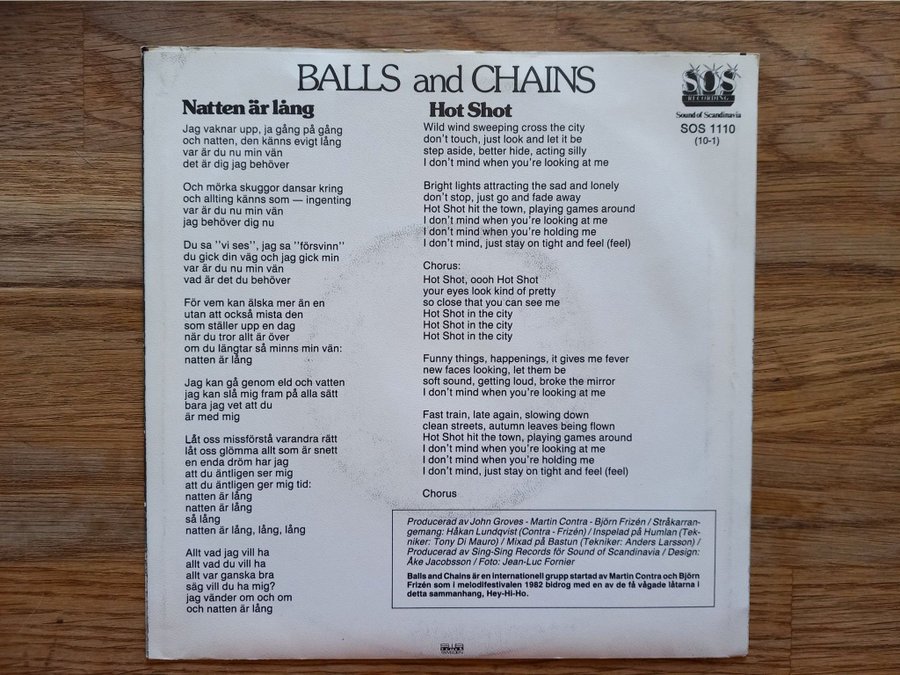 BALLS and CHAINS
SOS
RECORDING
Sound of Scandinavia
SOS 1110
(10-1)
Natten är lång
Jag vaknar upp, ja gång på gång
och natten, den känns evigt lång
var är du nu min vän
det är dig jag behöver
Och mörka skuggor dansar kring
och allting känns som — ingenting
var är du nu min vän
jag behöver dig nu
Du sa ''vi ses'', jag sa ''försvinn''
du gick din väg och jag gick min
var är du nu min vän
vad är det du behöver
För vem kan älska mer än en
utan att också mista den
som ställer upp en dag
när du tror allt är över
om du längtar så minns min vän:
natten är lång
Jag kan gå genom eld och vatten
jag kan slå mig fram på alla sätt
bara jag vet att du
är med mig
Låt oss missförstå varandra rätt
låt oss glömma allt som är snett
en enda dröm har jag
att du äntligen ser mig
att du äntligen ger mig tid:
natten är lång
natten är lång
så lång
natten är lång, lång, lång
Allt vad jag vill ha
allt vad du vill ha
allt var ganska bra
säg vill du ha mig?
jag vänder om och om
och natten är lång
Hot Shot
Wild wind sweeping cross the city
don't touch, just look and let it be
step aside, better hide, acting silly
I don't mind when you're looking at me
Bright lights attracting the sad and lonely
don't stop, just go and fade away
Hot Shot hit the town, playing games around
I don't mind when you're looking at me
I don't mind when you're holding me
I don't mind, just stay on tight and feel (feel)
Chorus:
Hot Shot, oooh Hot Shot
your eyes look kind of pretty
so close that you can see me
Hot Shot in the city
Hot Shot in the city
Hot Shot in the city
Funny things, happenings, it gives me fever
new faces looking, let them be
soft sound, getting loud, broke the mirror
I don't mind when you're looking at me
Fast train, late again, slowing down
clean streets, autumn leaves being flown
Hot Shot hit the town, playing games around
I don't mind when you're looking at me
I don't mind when you're holding me
I don't mind, just stay on tight and feel (feel)
Chorus
Producerad av John Groves - Martin Contra - Björn Frizén / Stråkarran-
gemang: Håkan Lundqvist (Contra - Frizén) / Inspelad på Humlan (Tek-
niker: Tony Di Mauro) / Mixad på Bastun (Tekniker: Anders Larsson) /
Producerad av Sing-Sing Records för Sound of Scandinavia / Design:
Åke Jacobsson / Foto: Jean-Luc Fornier
Balls and Chains är en internationell grupp startad av Martin Contra och Björn
Frizén som i melodifestivalen 1982 bidrog med en av de få vågade låtarna i
detta sammanhang, Hey-Hi-Ho.